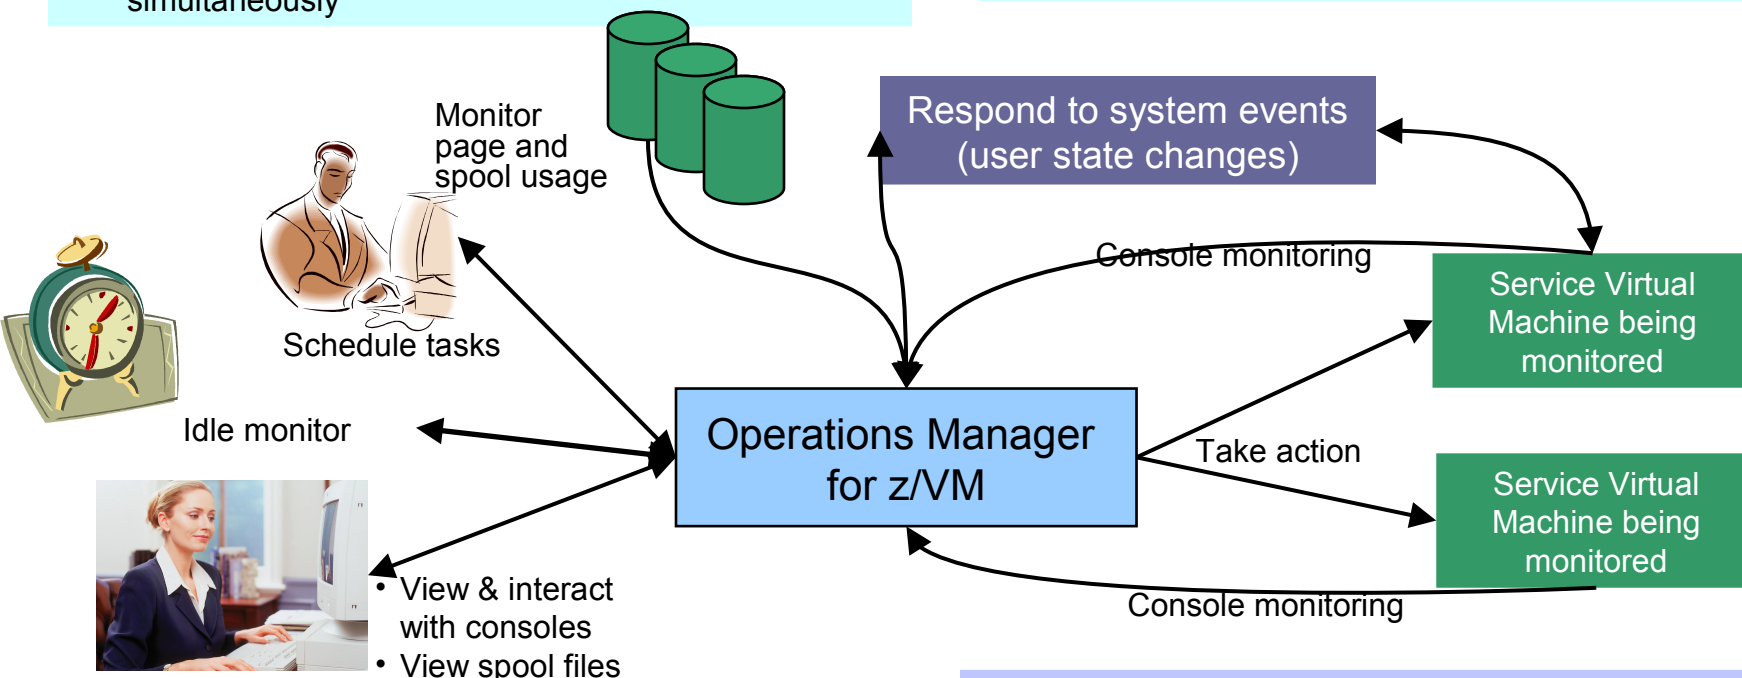 simultaneously
Monitor
page and
spool usage
Respond to system events
(user state changes)
Console monitoring
Service Virtual
Machine being
monitored
Schedule tasks
Idle monitor
Operations Manager
for z/VM
Take action
Service Virtual
Machine being
monitored
Console monitoring
• View & interact
with consoles
• View spool files